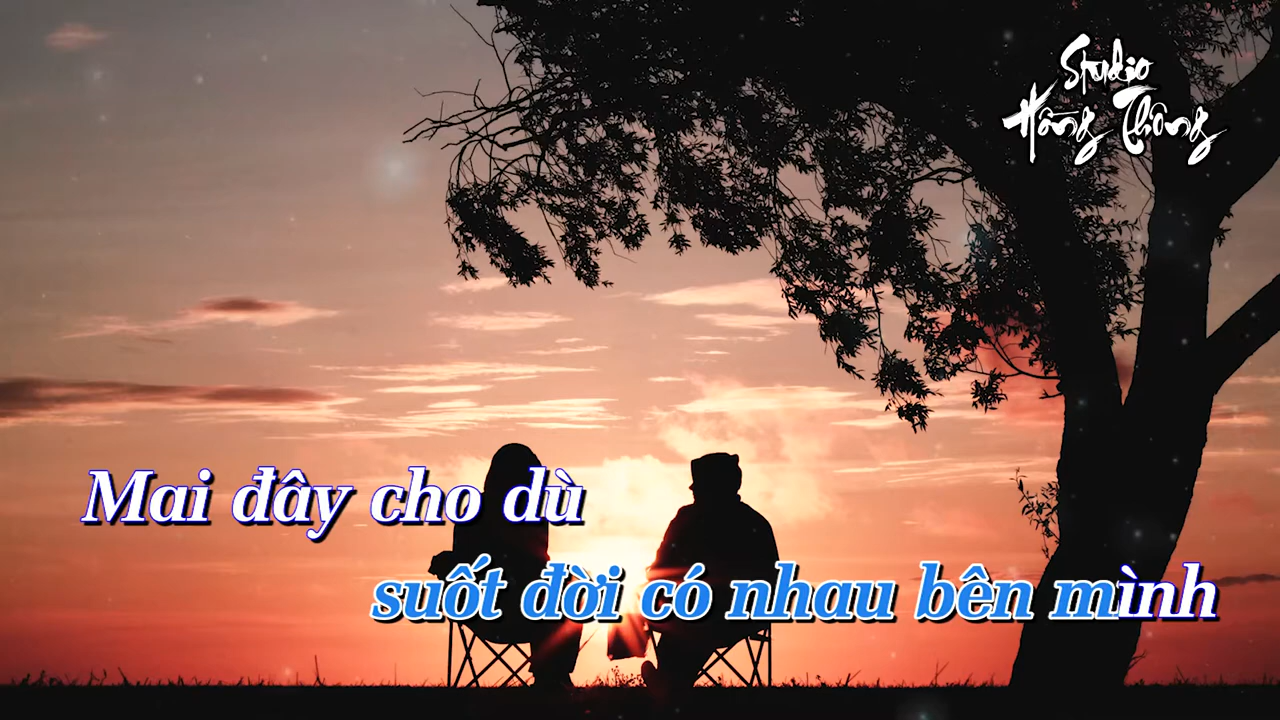 Studio
Hồng Thông
Mai đây cho dù
suốt đời có nhau bên mình